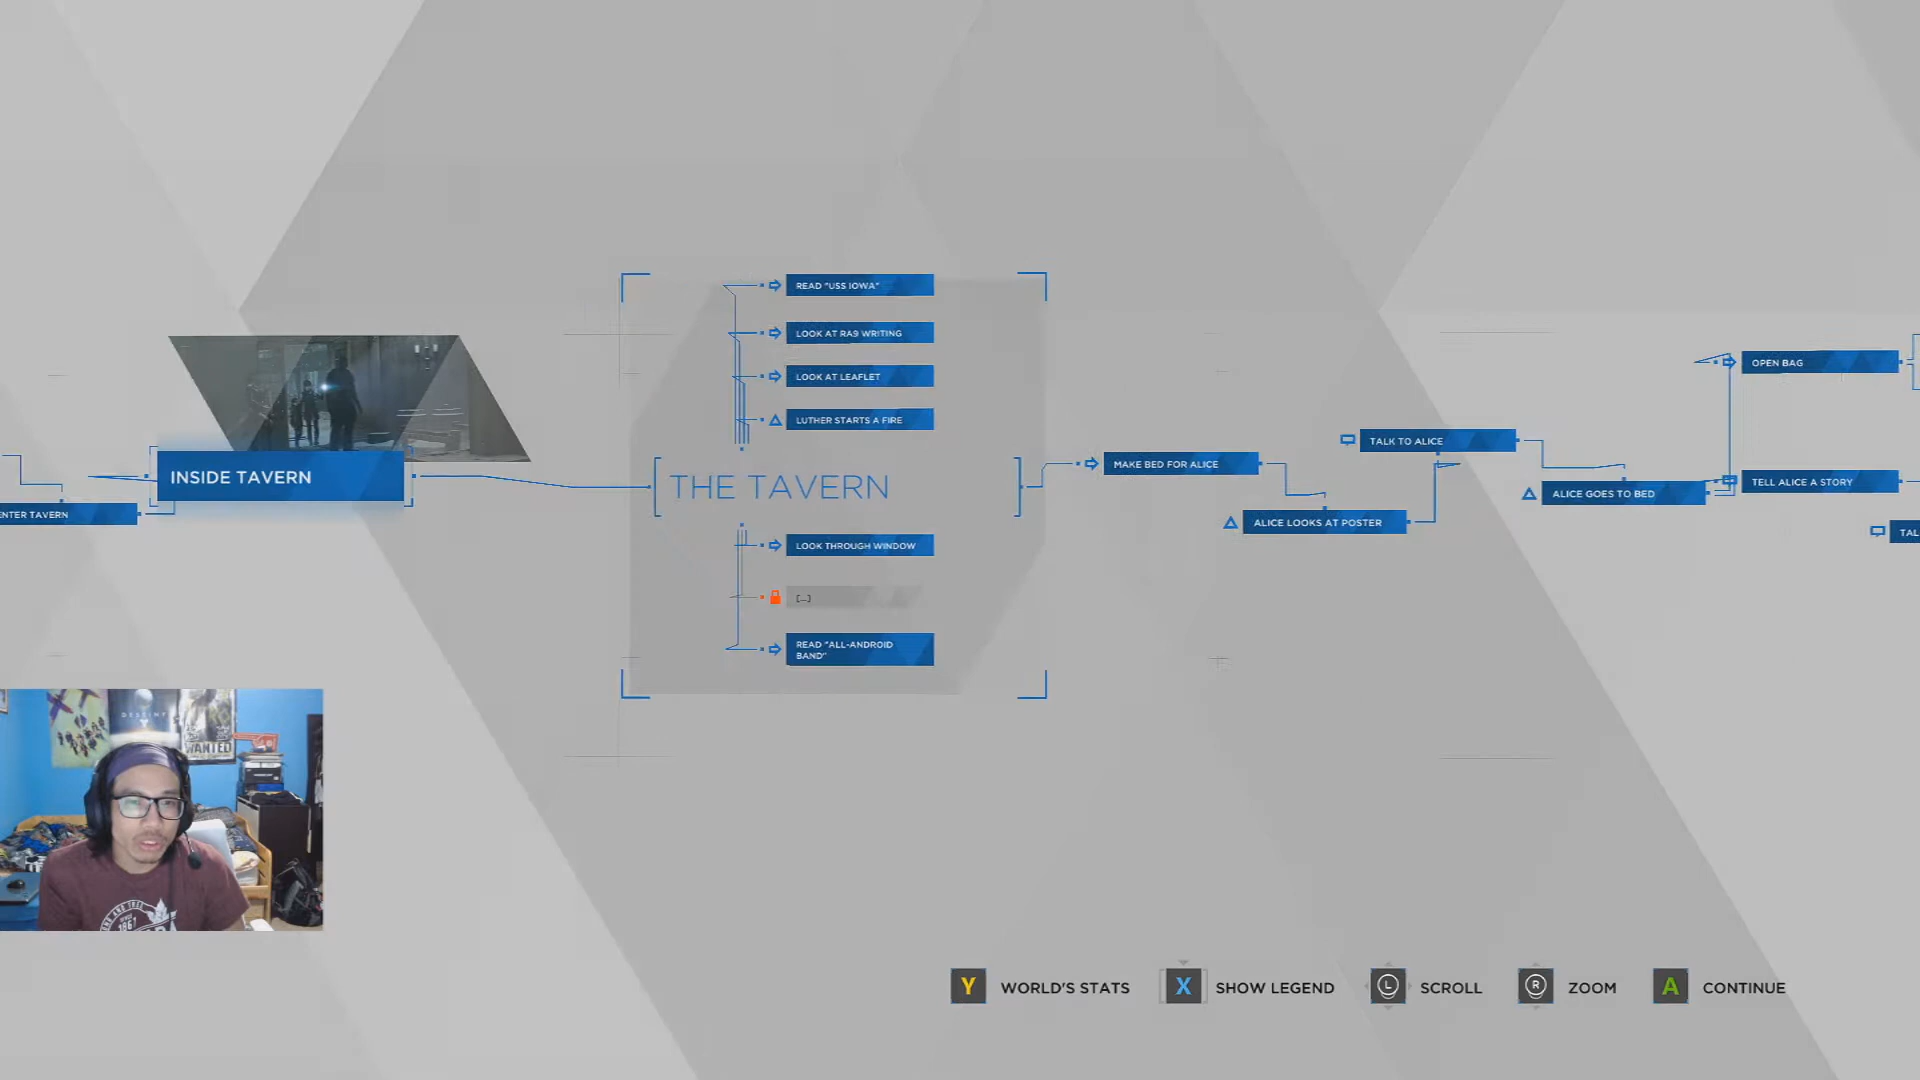 READ "USS IOWA"
LOOK AT RA9 WRITING
LOOK AT LEAFLET
LUTHER STARTS A FIRE
INSIDE TAVERN
ENTER TAVERN
THE TAVERN
LOOK THROUGH WINDOW
[...]
READ "ALL-ANDROID
BAND"
MAKE BED FOR ALICE
ALICE LOOKS AT POSTER
TALK TO ALICE
ALICE GOES TO BED
OPEN BAG
TELL ALICE A STORY
TAL
WANTED
1867
Y WORLD'S STATS
X SHOW LEGEND
L SCROLL
R ZOOM
A CONTINUE